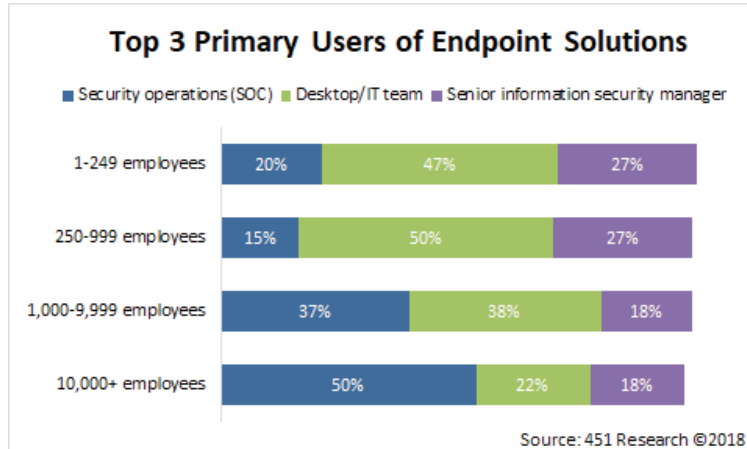 Top 3 Primary Users of Endpoint Solutions
Security operations (SOC) Desktop/IT team Senior information security manager
1-249 employees 20% 47% 27%
250-999 employees 15% 50% 27%
1,000-9,999 employees 37% 38% 18%
10,000+ employees 50% 22% 18%
Source: 451 Research ©2018